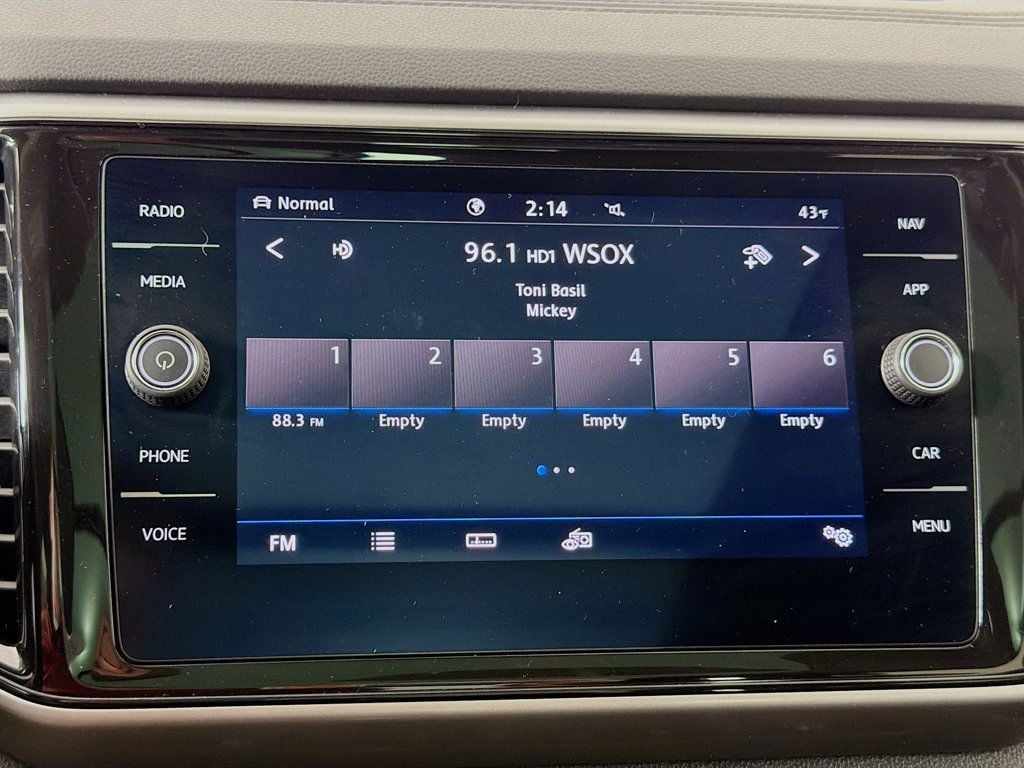 RADIO
MEDIA
PHONE
VOICE
Normal
2:14
43°F
HD
96.1 HD1 WSOX
Toni Basil
Mickey
1 2 3 4 5 6
88.3 FM Empty Empty Empty Empty Empty
FM
NAV
APP
CAR
MENU